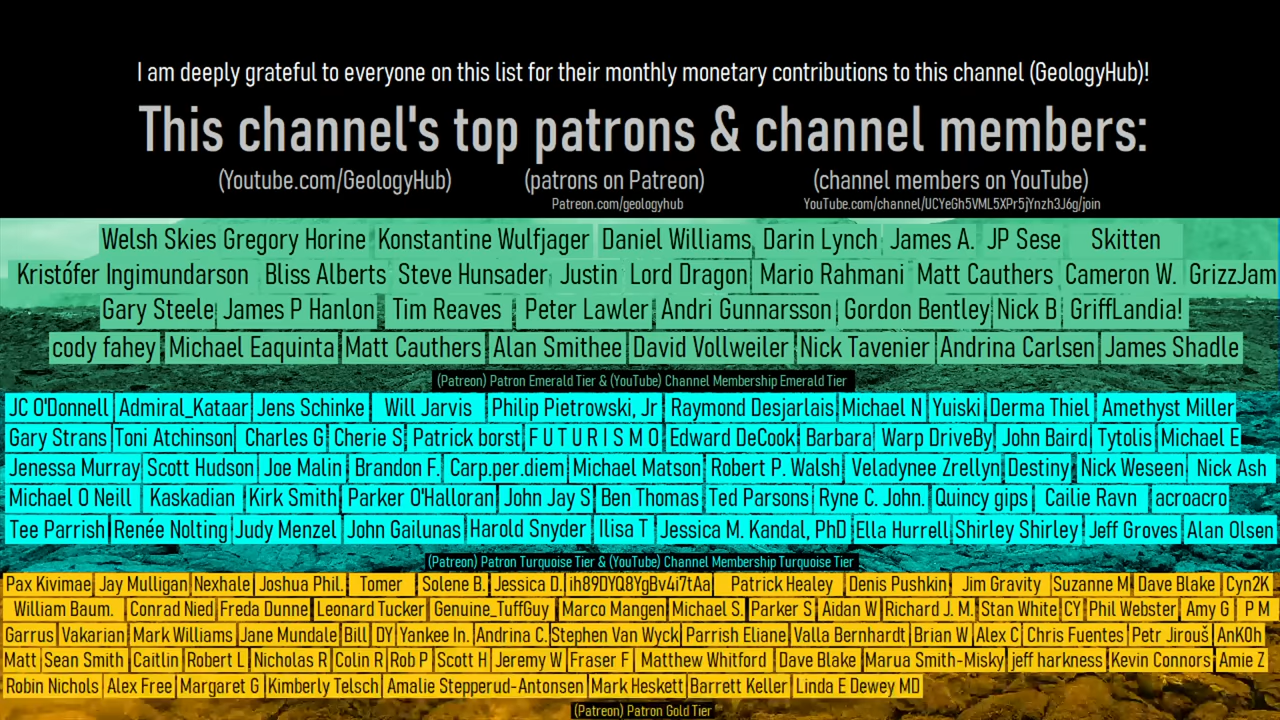 I am deeply grateful to everyone on this list for their monthly monetary contributions to this channel (GeologyHub)!
This channel's top patrons & channel members:
(Youtube.com/GeologyHub) (patrons on Patreon) (channel members on YouTube)
Patreon.com/geologyhub YouTube.com/channel/UCYeGh5VML5XPr5jYnzh3J6g/join
Welsh Skies Gregory Horine Konstantine Wulfjager Daniel Williams Darin Lynch James A. JP Sese Skitten
Kristófer Ingimundarson Bliss Alberts Steve Hunsader Justin Lord Dragon Mario Rahmani Matt Cauthers Cameron W. GrizzJam
Gary Steele James P Hanlon Tim Reaves Peter Lawler Andri Gunnarsson Gordon Bentley Nick B GriffLandia!
cody fahey Michael Eaquinta Matt Cauthers Alan Smithee David Vollweiler Nick Tavenier Andrina Carlsen James Shadle
(Patreon) Patron Emerald Tier & (YouTube) Channel Membership Emerald Tier
JC O'Donnell Admiral_Kataar Jens Schinke Will Jarvis Philip Pietrowski, Jr Raymond Desjarlais Michael N Yuiski Derma Thiel Amethyst Miller
Gary Strans Toni Atchinson Charles G Cherie S Patrick borst F U T U R I S M O Edward DeCook Barbara Warp DriveBy John Baird Tytolis Michael E
Jenessa Murray Scott Hudson Joe Malin Brandon F. Carp.per.diem Michael Matson Robert P. Walsh Veladynee Zrellyn Destiny Nick Weseen Nick Ash
Michael O Neill Kaskadian Kirk Smith Parker O'Halloran John Jay S Ben Thomas Ted Parsons Ryne C. John. Quincy gips Cailie Ravn acroacro
Tee Parrish Renée Nolting Judy Menzel John Gailunas Harold Snyder Ilisa T Jessica M. Kandal, PhD Ella Hurrell Shirley Shirley Jeff Groves Alan Olsen
(Patreon) Patron Turquoise Tier & (YouTube) Channel Membership Turquoise Tier
Pax Kivimae Jay Mulligan Nexhale Joshua Phil. Tomer Solene B. Jessica D. ih89DYQ8YgBv4i7tAa Patrick Healey Denis Pushkin Jim Gravity Suzanne M Dave Blake Cyn2K
William Baum. Conrad Nied Freda Dunne Leonard Tucker Genuine_TuffGuy Marco Mangen Michael S. Parker S Aidan W Richard J. M. Stan White CY Phil Webster Amy G P M
Garrus Vakarian Mark Williams Jane Mundale Bill DY Yankee In. Andrina C. Stephen Van Wyck Parrish Eliane Valla Bernhardt Brian W Alex C Chris Fuentes Petr Jirouš AnK0h
Matt Sean Smith Caitlin Robert L Nicholas R Colin R Rob P Scott H Jeremy W Fraser F Matthew Whitford Dave Blake Marua Smith-Misky jeff harkness Kevin Connors Amie Z
Robin Nichols Alex Free Margaret G Kimberly Telsch Amalie Stepperud-Antonsen Mark Heskett Barrett Keller Linda E Dewey MD
(Patreon) Patron Gold Tier